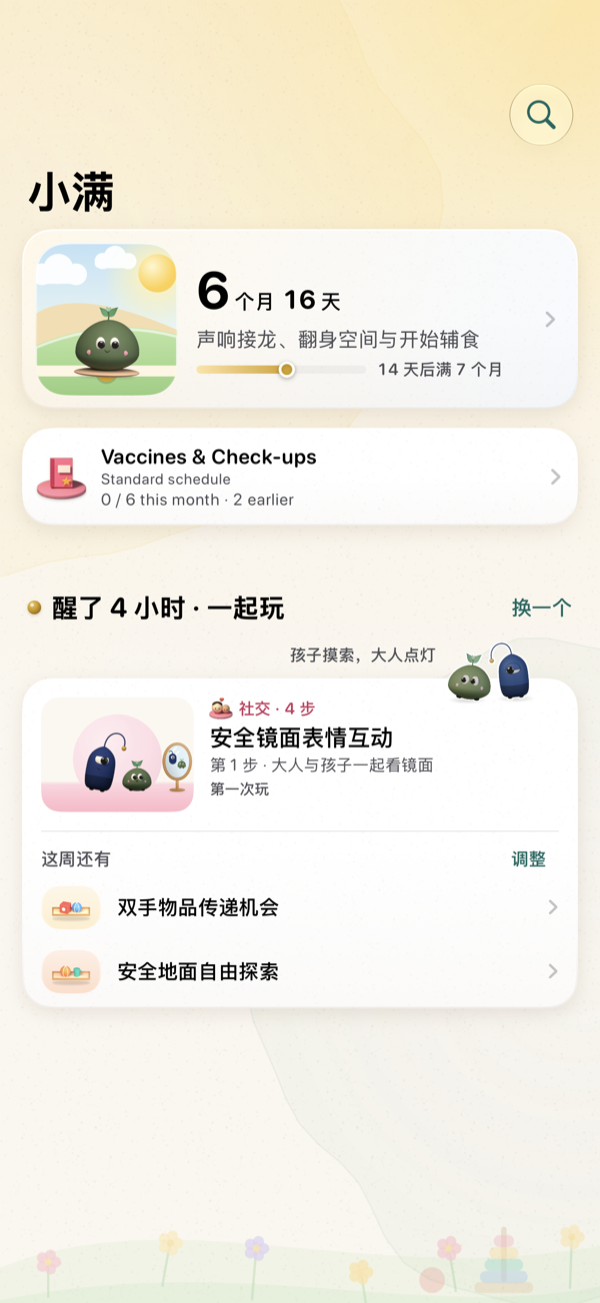 小满
6 个月 16 天
声响接龙、翻身空间与开始辅食
14 天后满 7 个月
Vaccines & Check-ups
Standard schedule
0 / 6 this month · 2 earlier
醒了 4 小时 · 一起玩
换一个
孩子摸索，大人点灯
社交 · 4 步
安全镜面表情互动
第 1 步 · 大人与孩子一起看镜面
第一次玩
这周还有
调整
双手物品传递机会
安全地面自由探索